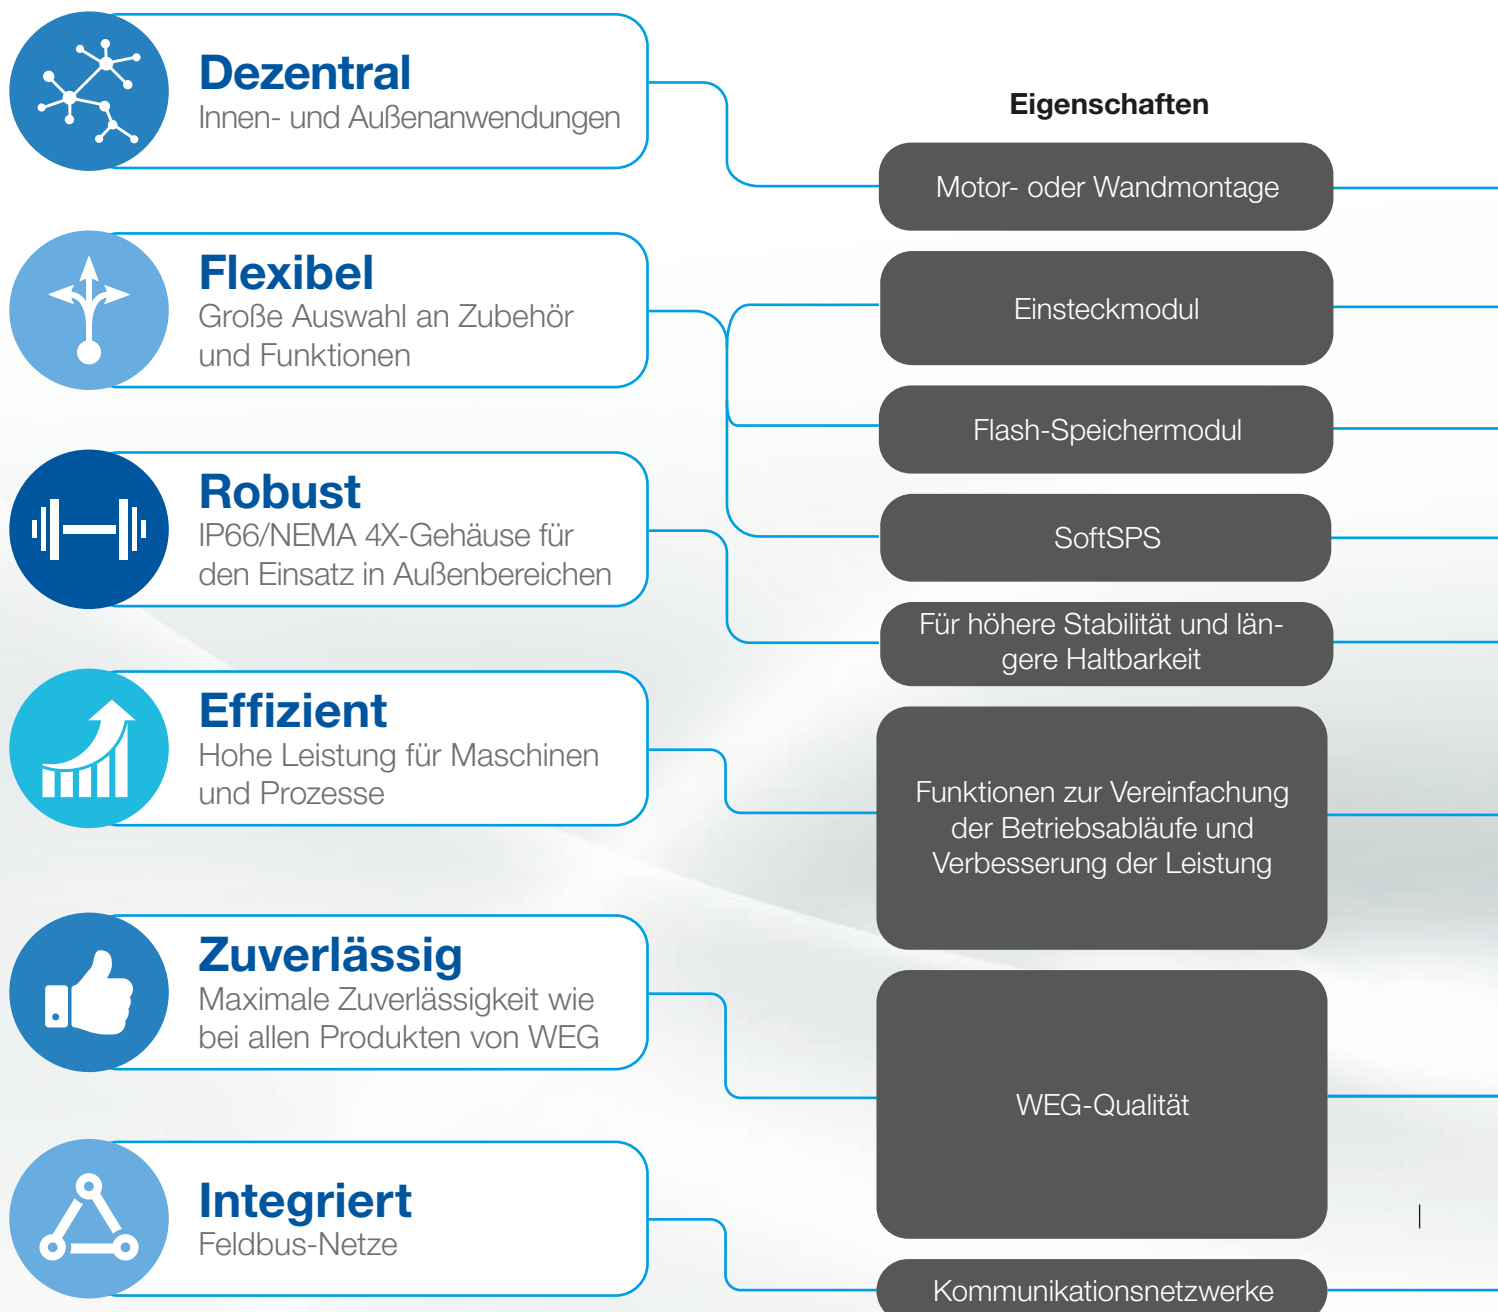 Dezentral
Innen- und Außenanwendungen
Flexibel
Große Auswahl an Zubehör
und Funktionen
Robust
IP66/NEMA 4X-Gehäuse für
den Einsatz in Außenbereichen
Effizient
Hohe Leistung für Maschinen
und Prozesse
Zuverlässig
Maximale Zuverlässigkeit wie
bei allen Produkten von WEG
Integriert
Feldbus-Netze
Eigenschaften
Motor- oder Wandmontage
Einsteckmodul
Flash-Speichermodul
SoftSPS
Für höhere Stabilität und län-
gere Haltbarkeit
Funktionen zur Vereinfachung
der Betriebsabläufe und
Verbesserung der Leistung
WEG-Qualität
Kommunikationsnetzwerke